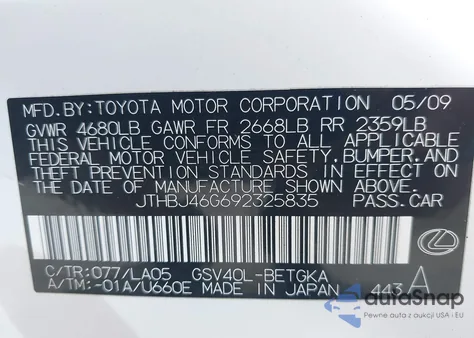 MFD.BY:TOYOTA MOTOR CORPORATION 05/09
GVWR 4680LB GAWR FR 2668LB RR 2359LB
THIS VEHICLE CONFORMS TO ALL APPLICABLE
FEDERAL MOTOR VEHICLE SAFETY,BUMPER,AND
THEFT PREVENTION STANDARDS IN EFFECT ON
THE DATE OF MANUFACTURE SHOWN ABOVE.
JTHBJ46G692325835 PASS.CAR
C/TR:077/LA05 GSV40L-BETGKA
A/TM:-01A/U660E MADE IN JAPAN 443 A
autoSnap
Pewne auta z USA i EU